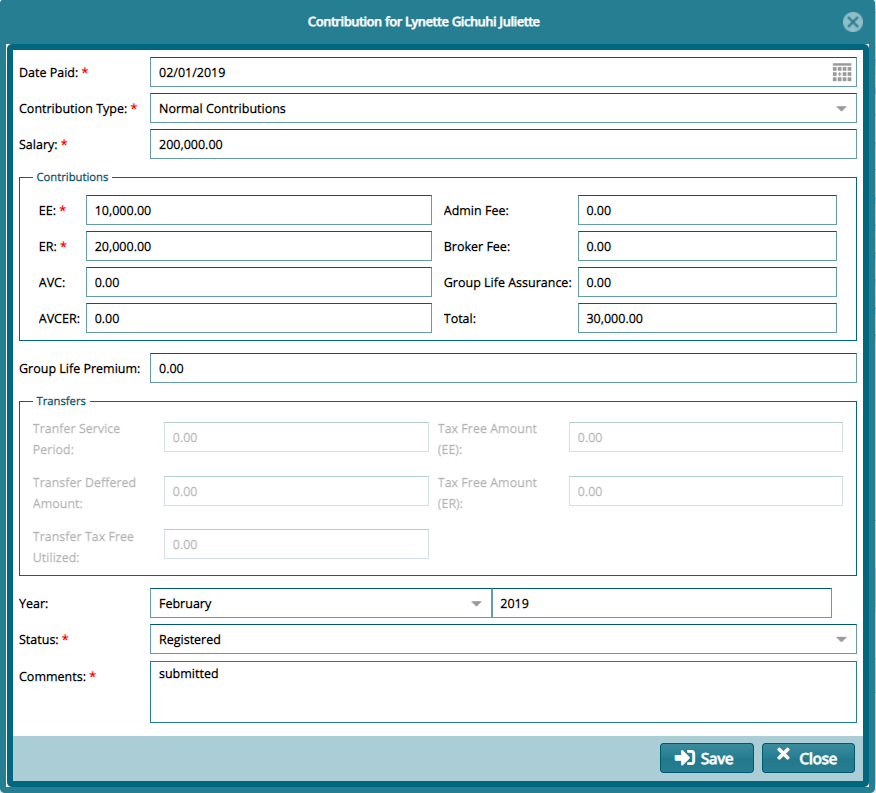 Contribution for Lynette Gichuhi Juliette
Date Paid: * 02/01/2019
Contribution Type: * Normal Contributions
Salary: * 200,000.00
Contributions
EE: * 10,000.00 Admin Fee: 0.00
ER: * 20,000.00 Broker Fee: 0.00
AVC: 0.00 Group Life Assurance: 0.00
AVCER: 0.00 Total: 30,000.00
Group Life Premium: 0.00
Transfers
Tranfer Service Period: 0.00 Tax Free Amount (EE): 0.00
Transfer Deffered Amount: 0.00 Tax Free Amount (ER): 0.00
Transfer Tax Free Utilized: 0.00
Year: February 2019
Status: * Registered
Comments: * submitted
Save Close